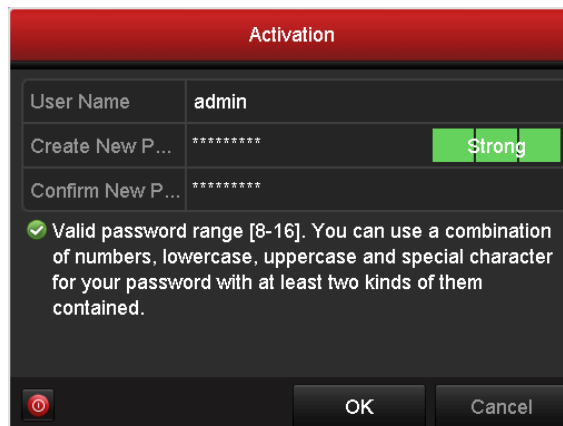 Activation
User Name admin
Create New P... ********* Strong
Confirm New P... *********
Valid password range [8-16]. You can use a combination
of numbers, lowercase, uppercase and special character
for your password with at least two kinds of them
contained.
OK Cancel